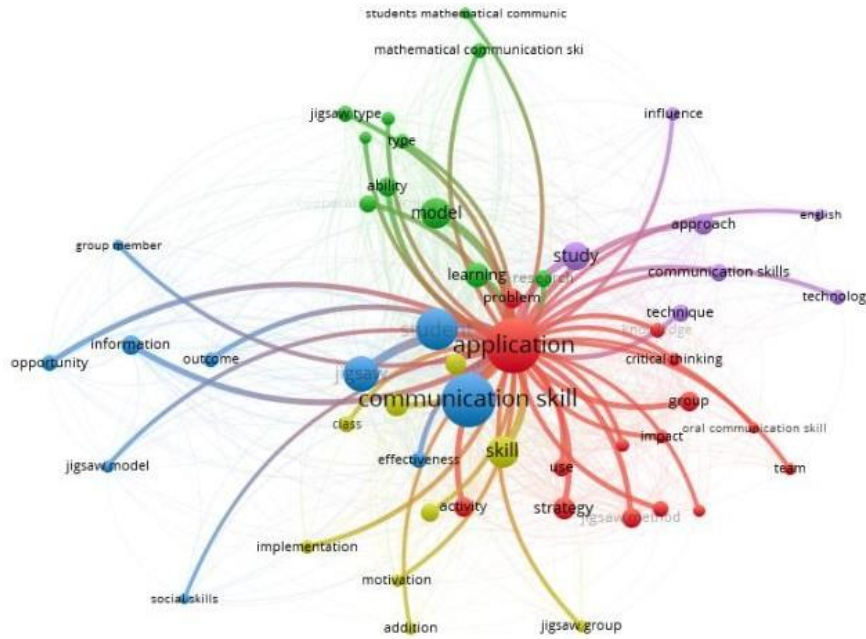 students mathematical communic
mathematical communication ski
jigsaw type
type
influence
ability
model
english
approach
group member
study
learning
research
communication skills
problem
technolog
technique
student
knowledge
information
application
opportunity
outcome
critical thinking
jigsaw
communication skill
group
class
oral communication skill
impact
skill
effectiveness
jigsaw model
use
team
activity
strategy
jigsaw method
implementation
motivation
social skills
addition
jigsaw group